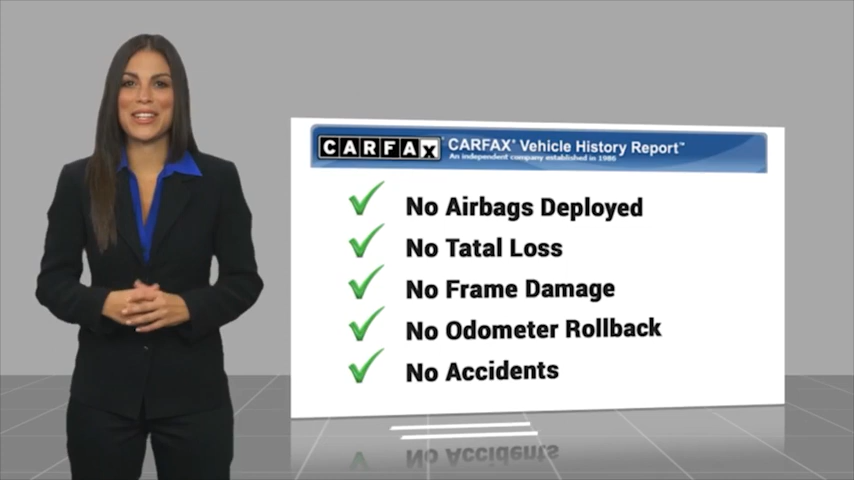 CARFAX CARFAX® Vehicle History Report™
An independent company established in 1986
No Airbags Deployed
No Tatal Loss
No Frame Damage
No Odometer Rollback
No Accidents
No Accidents